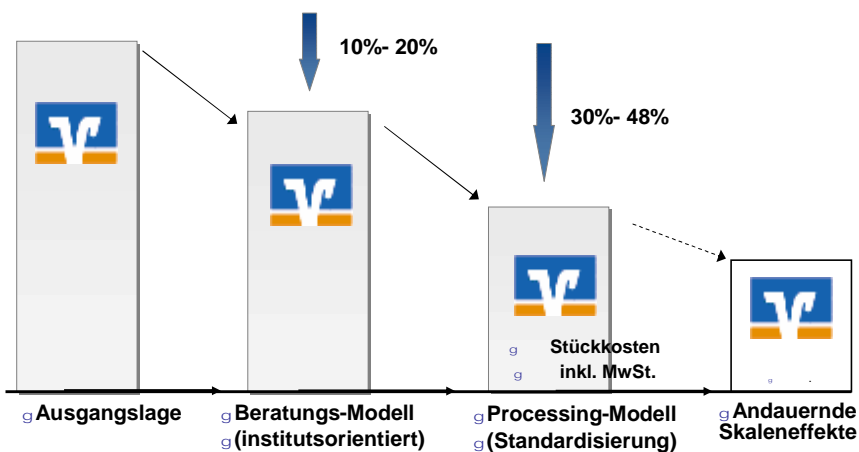 10%- 20%
30%- 48%
g Stückkosten
g inkl. MwSt.
g
g Ausgangslage
g Beratungs-Modell
g (institutsorientiert)
g Processing-Modell
g (Standardisierung)
g Andauernde
Skaleneffekte